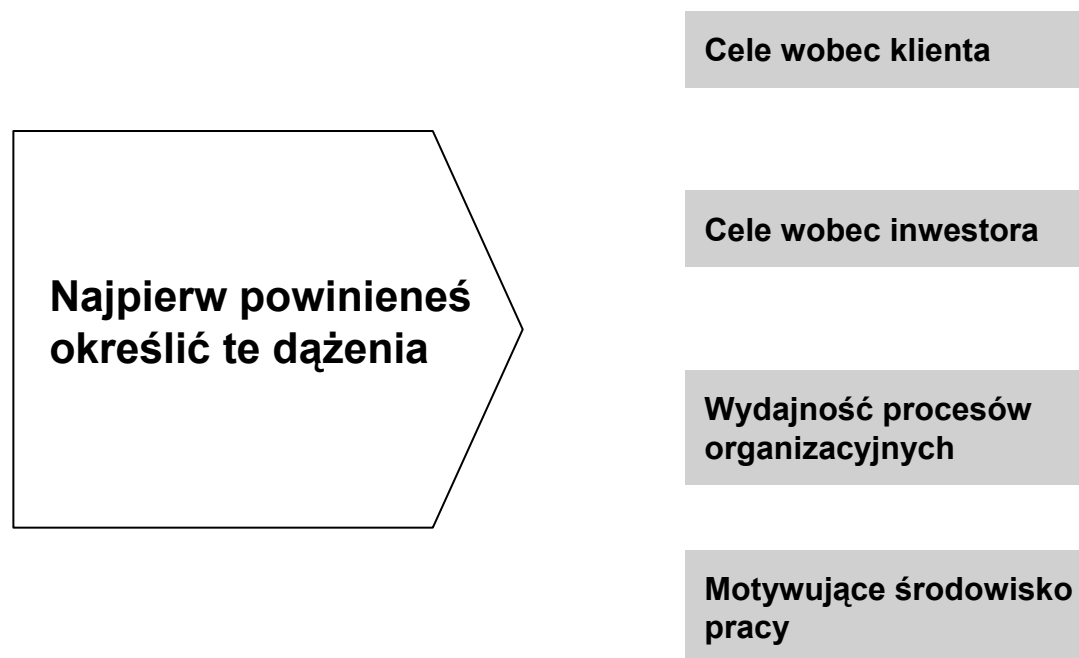 Cele wobec klienta
Cele wobec inwestora
Najpierw powinieneś
określić te dążenia
Wydajność procesów
organizacyjnych
Motywujące środowisko
pracy